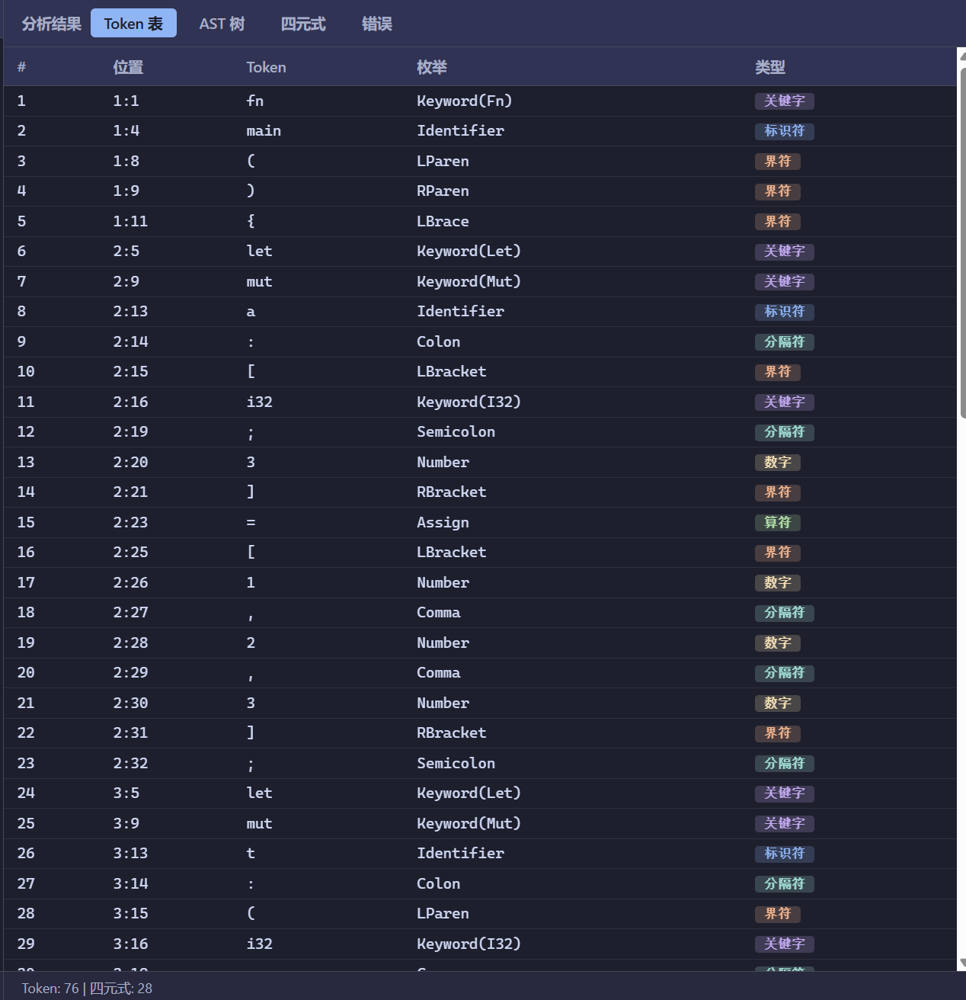 分析结果 Token 表 AST 树 四元式 错误
# 位置 Token 枚举 类型
1 1:1 fn Keyword(Fn) 关键字
2 1:4 main Identifier 标识符
3 1:8 ( LParen 界符
4 1:9 ) RParen 界符
5 1:11 { LBrace 界符
6 2:5 let Keyword(Let) 关键字
7 2:9 mut Keyword(Mut) 关键字
8 2:13 a Identifier 标识符
9 2:14 : Colon 分隔符
10 2:15 [ LBracket 界符
11 2:16 i32 Keyword(I32) 关键字
12 2:19 ; Semicolon 分隔符
13 2:20 3 Number 数字
14 2:21 ] RBracket 界符
15 2:23 = Assign 算符
16 2:25 [ LBracket 界符
17 2:26 1 Number 数字
18 2:27 , Comma 分隔符
19 2:28 2 Number 数字
20 2:29 , Comma 分隔符
21 2:30 3 Number 数字
22 2:31 ] RBracket 界符
23 2:32 ; Semicolon 分隔符
24 3:5 let Keyword(Let) 关键字
25 3:9 mut Keyword(Mut) 关键字
26 3:13 t Identifier 标识符
27 3:14 : Colon 分隔符
28 3:15 ( LParen 界符
29 3:16 i32 Keyword(I32) 关键字
Token: 76 | 四元式: 28